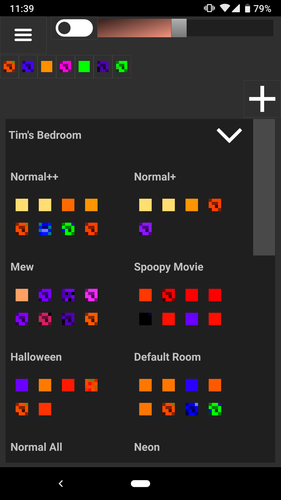 11:39
79%
Tim's Bedroom
Normal++ Normal+
Mew Spoopy Movie
Halloween Default Room
Normal All Neon